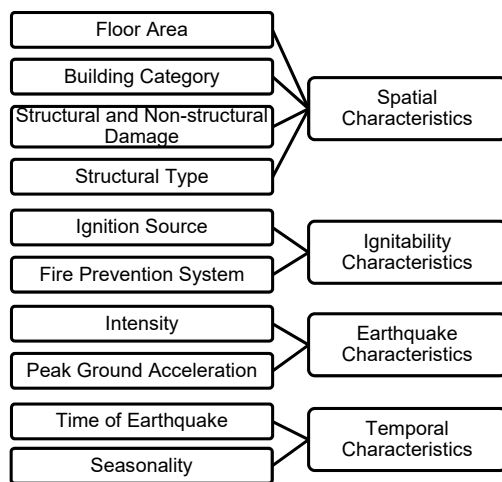 Floor Area
Building Category
Structural and Non-structural
Damage
Structural Type
Spatial
Characteristics
Ignition Source
Fire Prevention System
Ignitability
Characteristics
Intensity
Peak Ground Acceleration
Earthquake
Characteristics
Time of Earthquake
Seasonality
Temporal
Characteristics